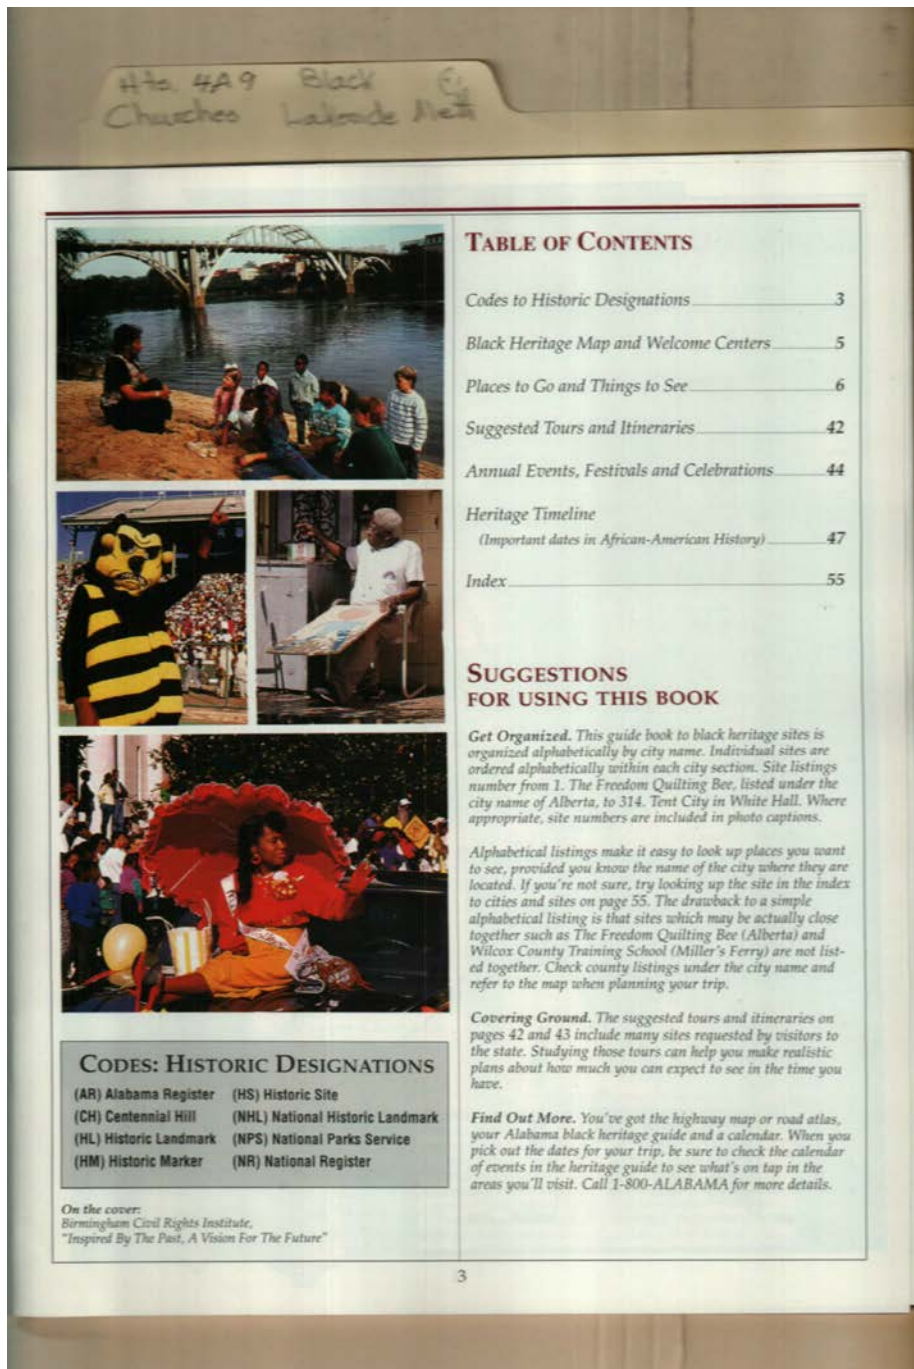 Hts. 4A9 Black
Churches Lakeside
TABLE OF CONTENTS
Codes to Historic Designations 3
Black Heritage Map and Welcome Centers 5
Places to Go and Things to See 6
Suggested Tours and Itineraries 42
Annual Events, Festivals and Celebrations 44
Heritage Timeline
(Important dates in African-American History) 47
Index 55
SUGGESTIONS
FOR USING THIS BOOK
Get Organized. This guide book to black heritage sites is
organized alphabetically by city name. Individual sites are
ordered alphabetically within each city section. Site listings
number from 1. The Freedom Quilting Bee, listed under the
city name of Alberta, to 314. Tent City in White Hall. Where
appropriate, site numbers are included in photo captions.
Alphabetical listings make it easy to look up places you want
to see, provided you know the name of the city where they are
located. If you're not sure, try looking up the site in the index
to cities and sites on page 55. The drawback to a simple
alphabetical listing is that sites which may be actually close
together such as The Freedom Quilting Bee (Alberta) and
Wilcox County Training School (Miller's Ferry) are not list-
ed together. Check county listings under the city name and
refer to the map when planning your trip.
Covering Ground. The suggested tours and itineraries on
pages 42 and 43 include many sites requested by visitors to
the state. Studying those tours can help you make realistic
plans about how much you can expect to see in the time you
have.
Find Out More. You've got the highway map or road atlas,
your Alabama black heritage guide and a calendar. When you
pick out the dates for your trip, be sure to check the calendar
of events in the heritage guide to see what's on tap in the
areas you'll visit. Call 1-800-ALABAMA for more details.
CODES: HISTORIC DESIGNATIONS
(AR) Alabama Register (HS) Historic Site
(CH) Centennial Hill (NHL) National Historic Landmark
(HL) Historic Landmark (NPS) National Parks Service
(HM) Historic Marker (NR) National Register
On the cover:
Birmingham Civil Rights Institute,
"Inspired By The Past, A Vision For The Future"
3